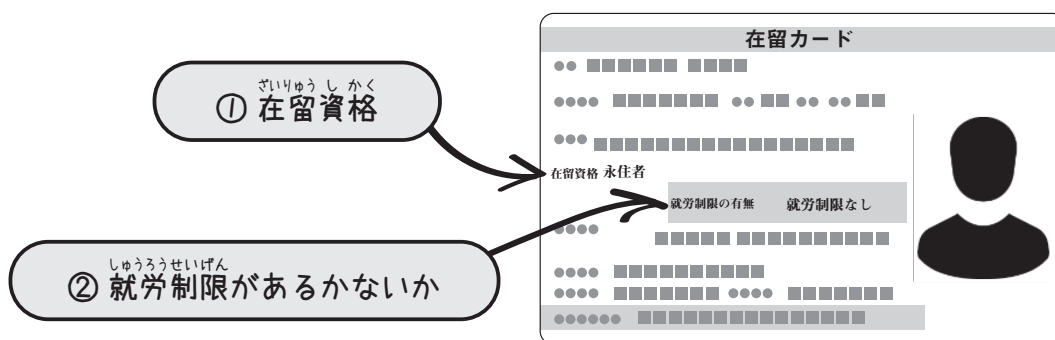 在留カード
ざいりゅうしかく
① 在留資格
在留資格 永住者
就労制限の有無 就労制限なし
しゅうろうせいげん
② 就労制限があるかないか